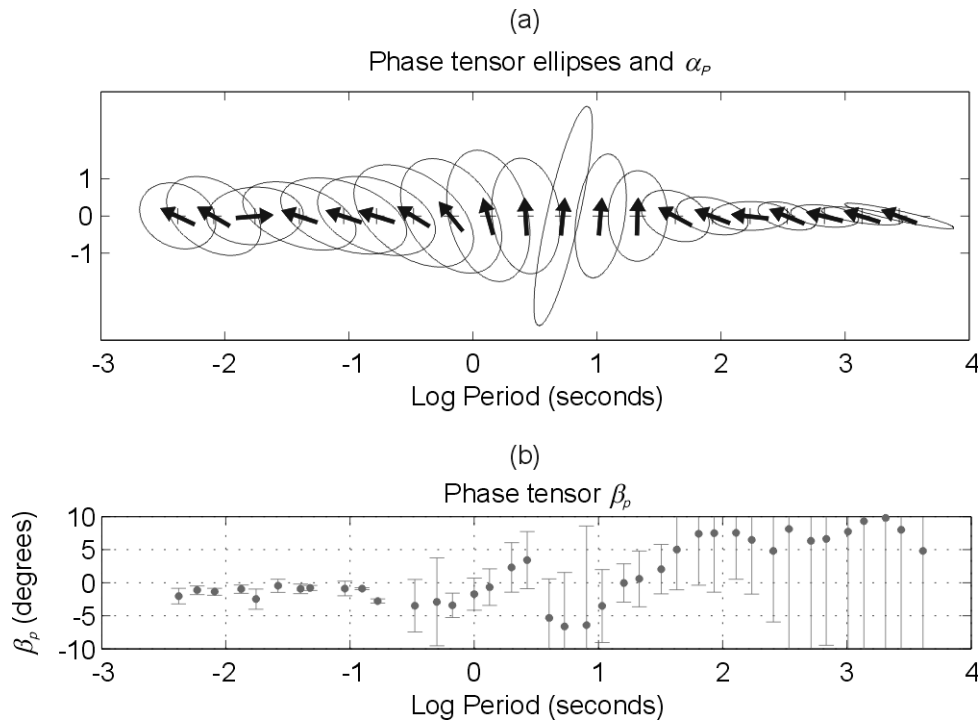 (a)
Phase tensor ellipses and αP
1
0
-1
-3 -2 -1 0 1 2 3 4
Log Period (seconds)
(b)
Phase tensor βp
βp (degrees)
10
5
0
-5
-10
-3 -2 -1 0 1 2 3 4
Log Period (seconds)